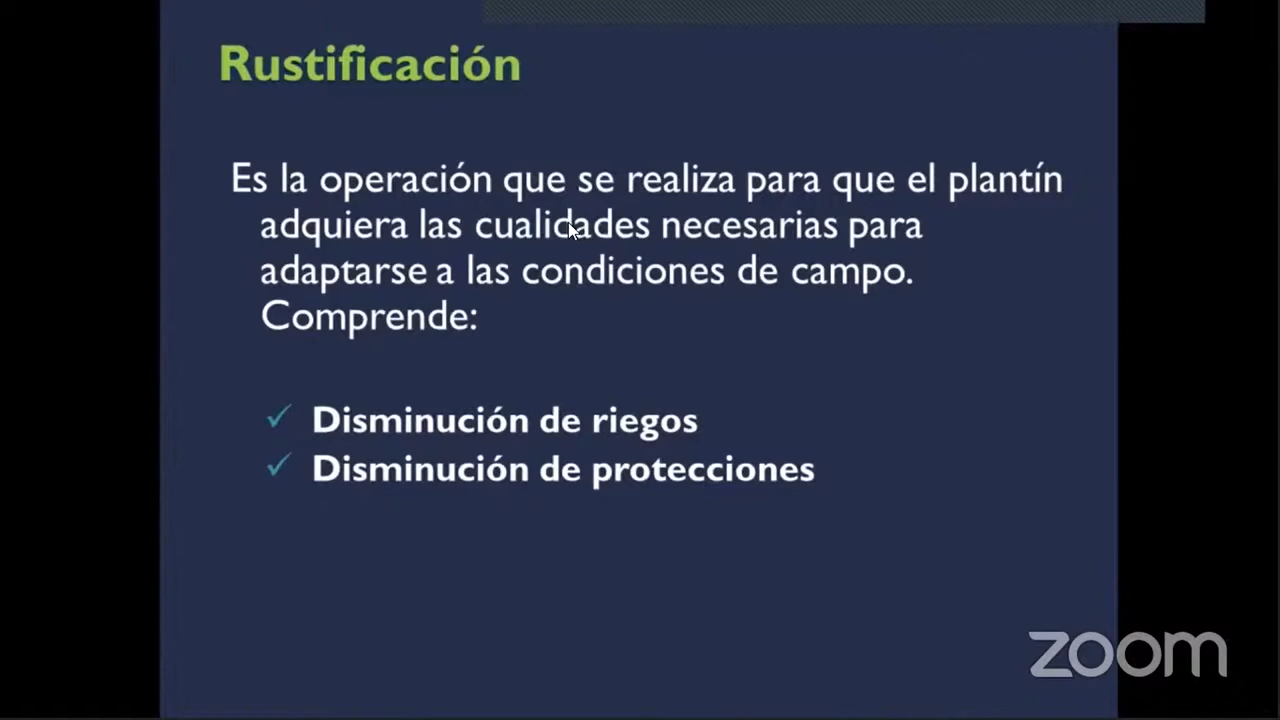 Rustificación
Es la operación que se realiza para que el plantín
adquiera las cualidades necesarias para
adaptarse a las condiciones de campo.
Comprende:
✓ Disminución de riegos
✓ Disminución de protecciones
zoom